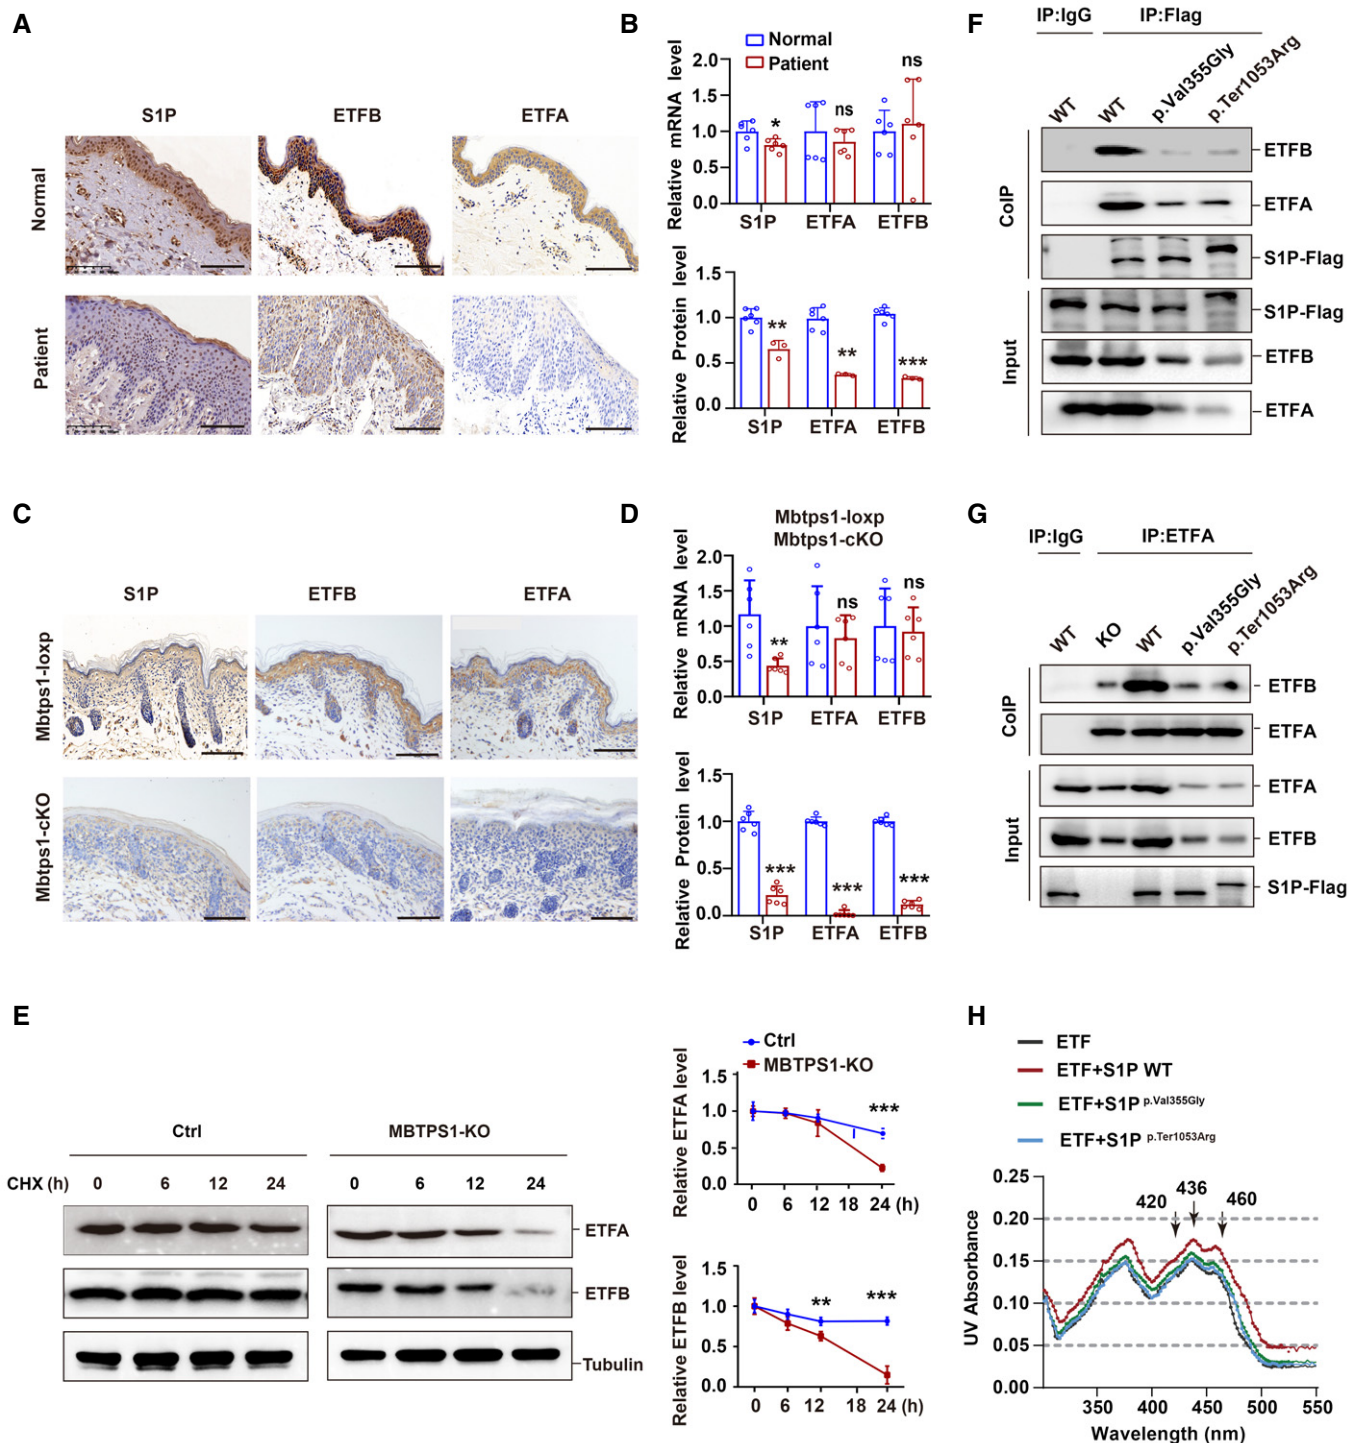 A
S1P ETFB ETFA
Normal
Patient
B
Normal
Patient
Relative mRNA level
2.0
1.5
1.0
0.5
0.0
* ns ns
S1P ETFA ETFB
Relative Protein level
1.5
1.0
0.5
0.0
** ** ***
S1P ETFA ETFB
F
IP:IgG IP:Flag
WT WT p.Val355Gly p.Ter1053Arg
CoIP
ETFB
ETFA
S1P-Flag
Input
S1P-Flag
ETFB
ETFA
C
S1P ETFB ETFA
Mbtps1-loxp
Mbtps1-cKO
D
Mbtps1-loxp
Mbtps1-cKO
Relative mRNA level
2.0
1.5
1.0
0.5
0.0
** ns ns
S1P ETFA ETFB
Relative Protein level
1.5
1.0
0.5
0.0
*** *** ***
S1P ETFA ETFB
G
IP:IgG IP:ETFA
WT KO WT p.Val355Gly p.Ter1053Arg
CoIP
ETFB
ETFA
Input
ETFA
ETFB
S1P-Flag
E
Ctrl MBTPS1-KO
CHX (h) 0 6 12 24 0 6 12 24
ETFA
ETFB
Tubulin
Ctrl
MBTPS1-KO
Relative ETFA level
1.5
1.0
0.5
0.0
***
0 6 12 18 24 (h)
Relative ETFB level
1.5
1.0
0.5
0.0
** ***
0 6 12 18 24 (h)
H
ETF
ETF+S1P WT
ETF+S1P p.Val355Gly
ETF+S1P p.Ter1053Arg
UV Absorbance
0.25
0.20
0.15
0.10
0.05
0.00
420 436 460
350 400 450 500 550
Wavelength (nm)